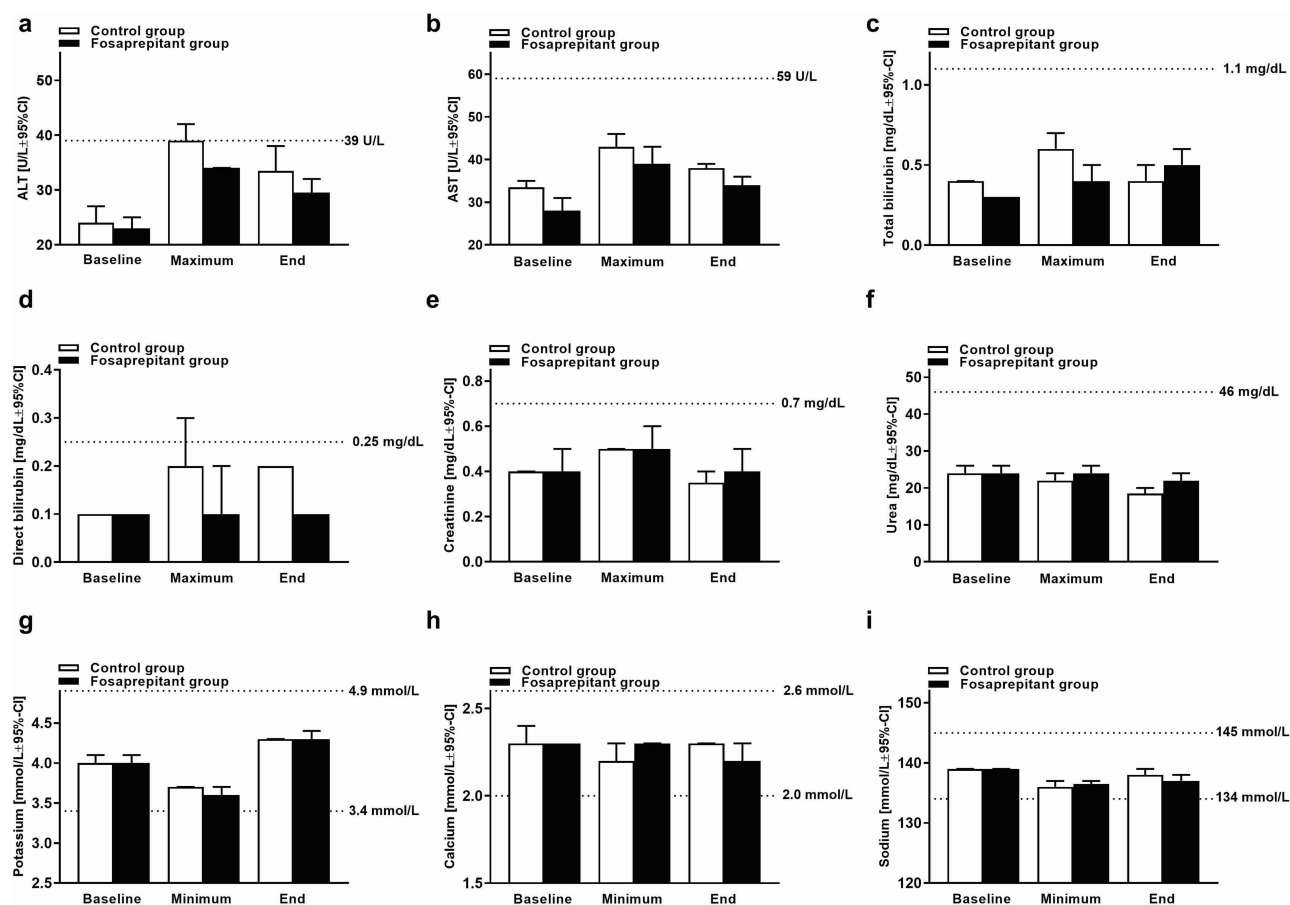 a
Control group
Fosaprepitant group
ALT [U/L±95%CI)
50
40
30
20
39 U/L
Baseline Maximum End
b
Control group
Fosaprepitant group
AST [U/L±95%CI]
60
50
40
30
20
59 U/L
Baseline Maximum End
c
Control group
Fosaprepitant group
Total bilirubin [mg/dL±95%-CI]
1.0
0.5
0.0
1.1 mg/dL
Baseline Maximum End
d
Control group
Fosaprepitant group
Direct bilirubin [mg/dL±95%CI]
0.4
0.3
0.2
0.1
0.0
0.25 mg/dL
Baseline Maximum End
e
Control group
Fosaprepitant group
Creatinine [mg/dL±95%-CI]
0.8
0.6
0.4
0.2
0.0
0.7 mg/dL
Baseline Maximum End
f
Control group
Fosaprepitant group
Urea [mg/dL±95%-CI]
50
40
30
20
10
0
46 mg/dL
Baseline Maximum End
g
Control group
Fosaprepitant group
Potassium [mmol/L±95%-CI]
4.5
4.0
3.5
3.0
2.5
4.9 mmol/L
3.4 mmol/L
Baseline Minimum End
h
Control group
Fosaprepitant group
Calcium [mmol/L±95%-CI]
2.5
2.0
1.5
2.6 mmol/L
2.0 mmol/L
Baseline Minimum End
i
Control group
Fosaprepitant group
Sodium [mmol/L±95%-CI]
150
140
130
120
145 mmol/L
134 mmol/L
Baseline Minimum End